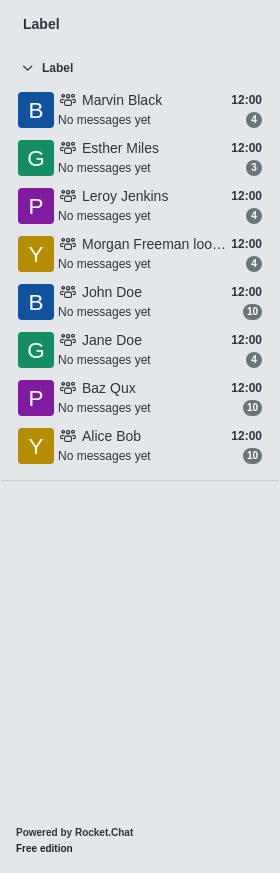 Label
Label
B Marvin Black 12:00
No messages yet 4
G Esther Miles 12:00
No messages yet 3
P Leroy Jenkins 12:00
No messages yet 4
Y Morgan Freeman loo… 12:00
No messages yet 4
B John Doe 12:00
No messages yet 10
G Jane Doe 12:00
No messages yet 4
P Baz Qux 12:00
No messages yet 10
Y Alice Bob 12:00
No messages yet 10
Powered by Rocket.Chat
Free edition